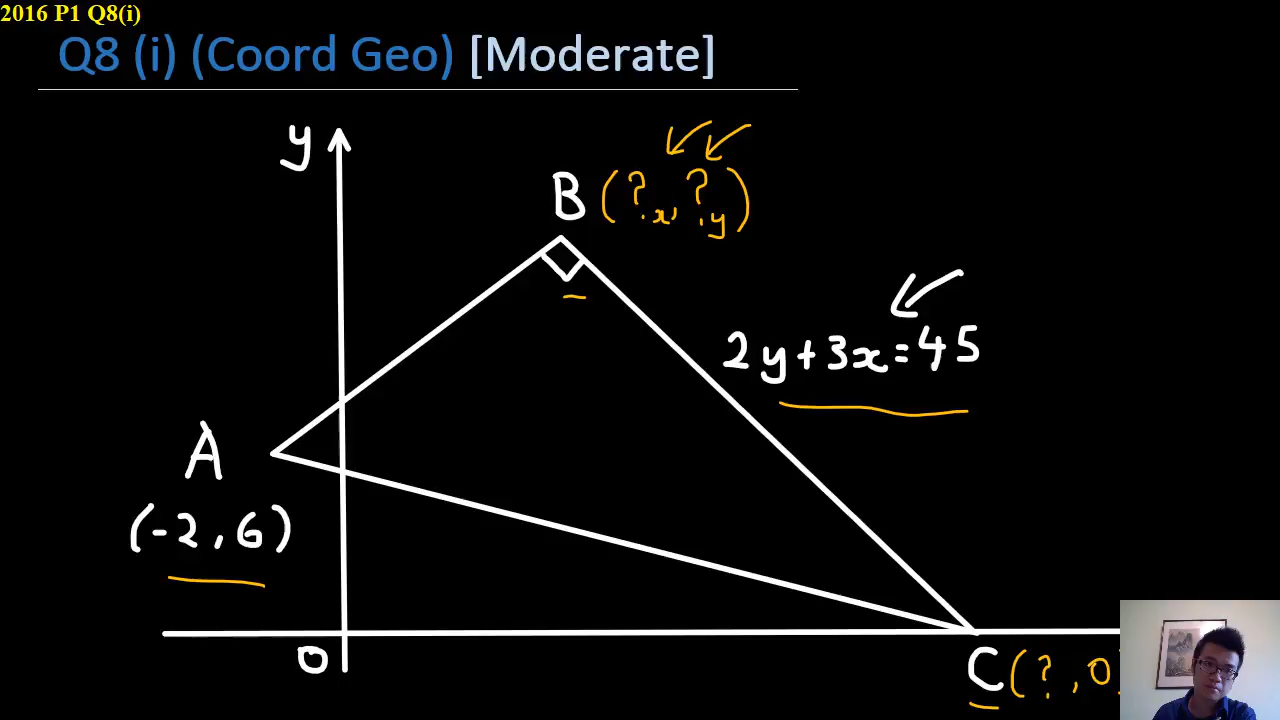 2016 P1 Q8(i)
Q8 (i) (Coord Geo) [Moderate]
y
B (?x, ?y)
2y+3x=45
A
(-2,6)
O
C (?,0